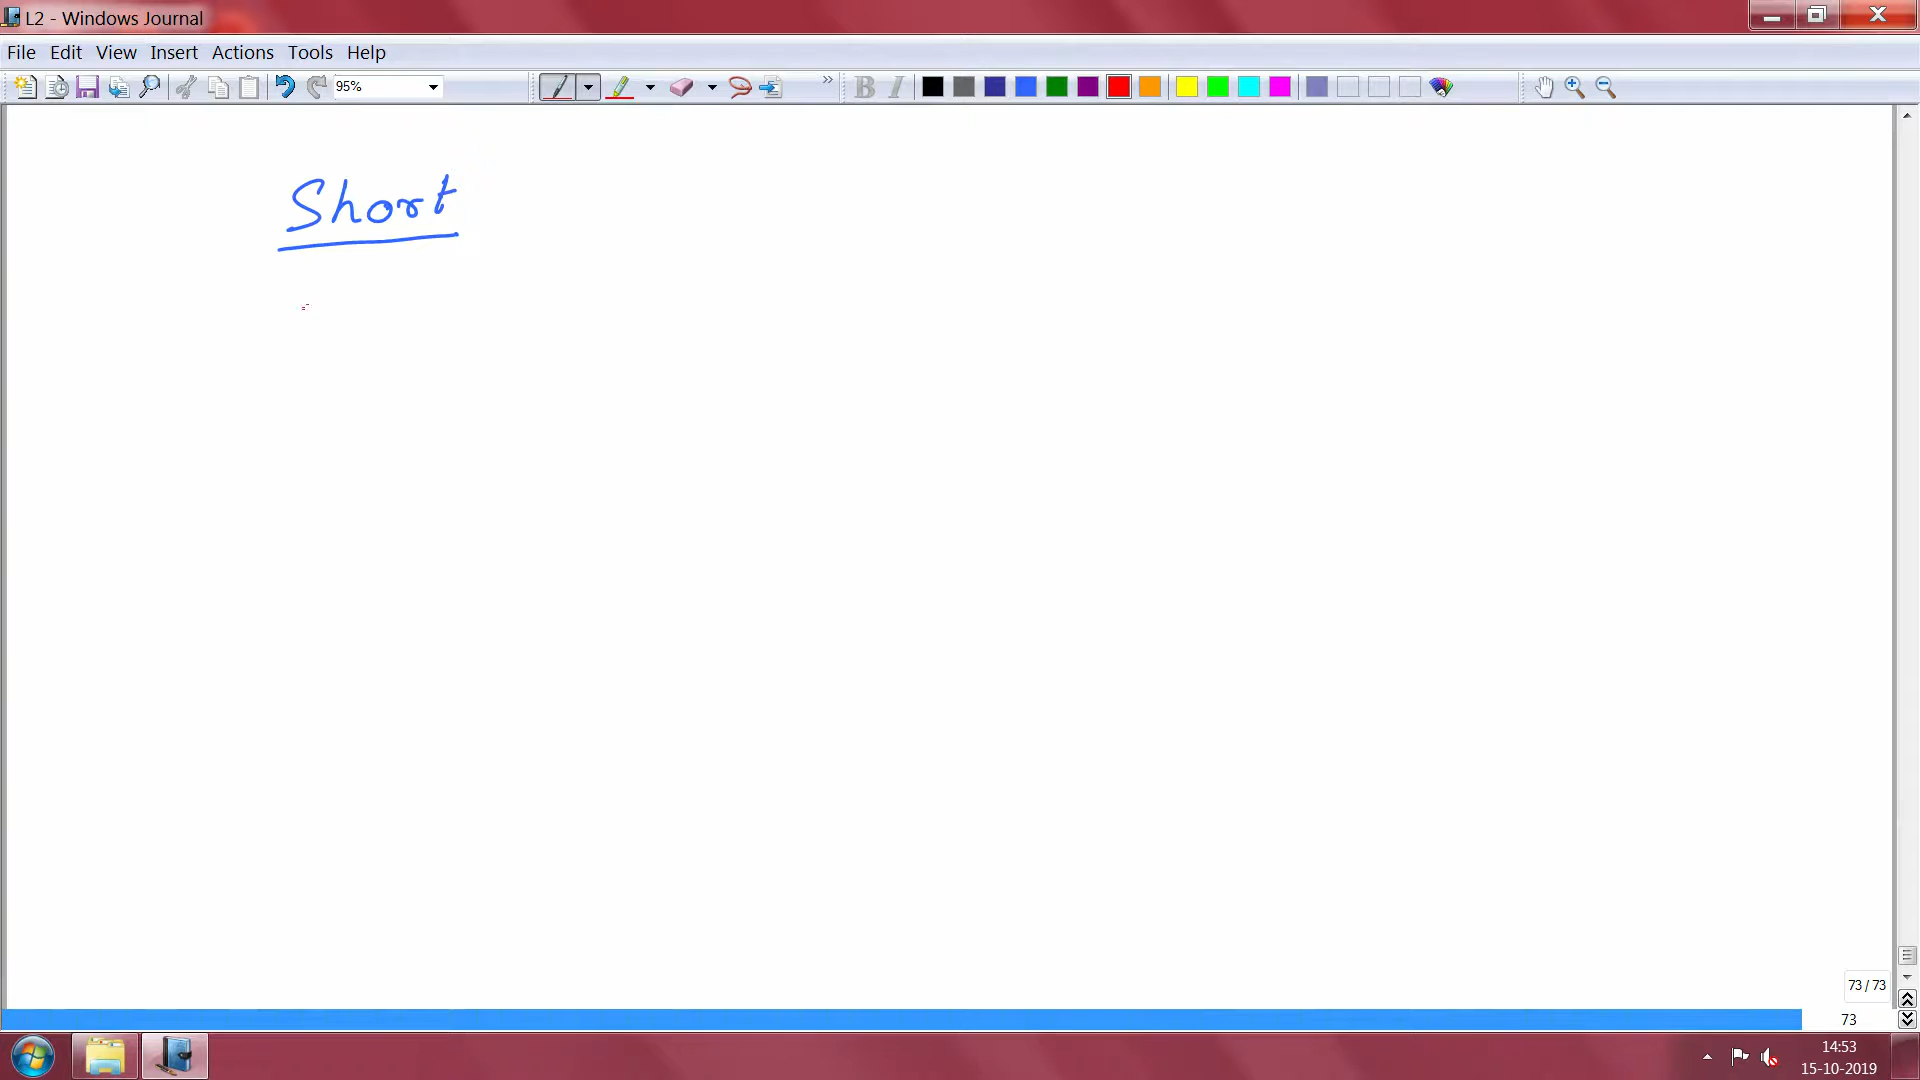 L2 - Windows Journal
File Edit View Insert Actions Tools Help
95% B I
Short
73 / 73
73
14:53
15-10-2019